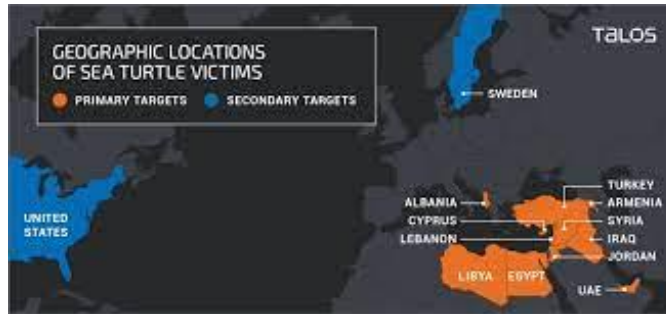 TALOS
GEOGRAPHIC LOCATIONS
OF SEA TURTLE VICTIMS
PRIMARY TARGETS SECONDARY TARGETS
SWEDEN
UNITED
STATES
ALBANIA
CYPRUS
LEBANON
TURKEY
ARMENIA
SYRIA
IRAQ
JORDAN
LIBYA EGYPT
UAE